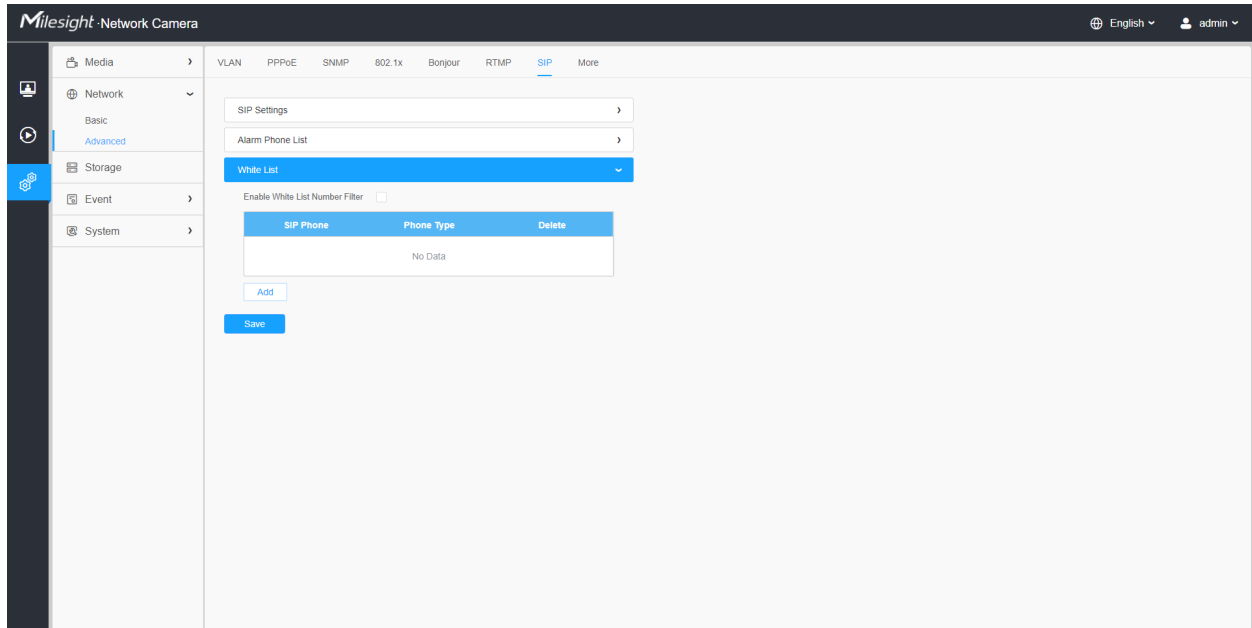 Milesight · Network Camera
English
admin
Media
Network
Basic
Advanced
Storage
Event
System
VLAN PPPoE SNMP 802.1x Bonjour RTMP SIP More
SIP Settings
Alarm Phone List
White List
Enable White List Number Filter
SIP Phone Phone Type Delete
No Data
Add
Save